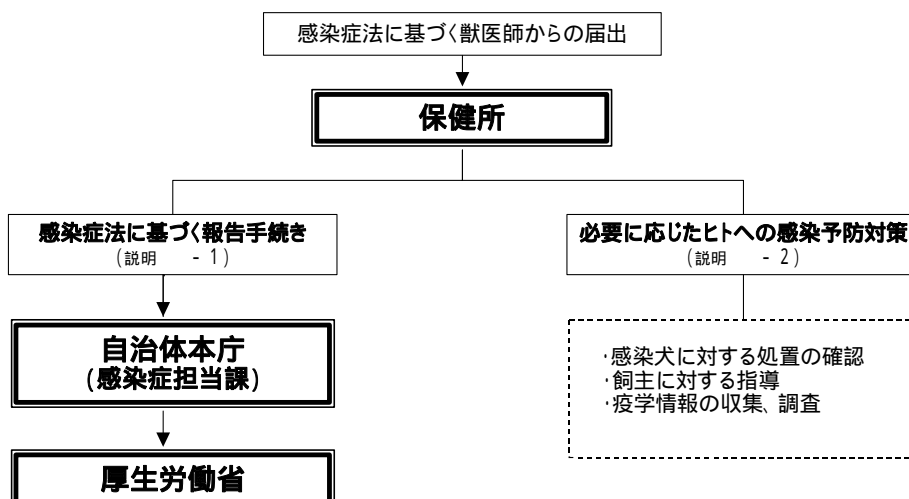 感染症法に基づく獣医師からの届出
保健所
感染症法に基づく報告手続き
(説明　-1)
必要に応じたヒトへの感染予防対策
(説明　-2)
自治体本庁
(感染症担当課)
・感染犬に対する処置の確認
・飼主に対する指導
・疫学情報の収集、調査
厚生労働省